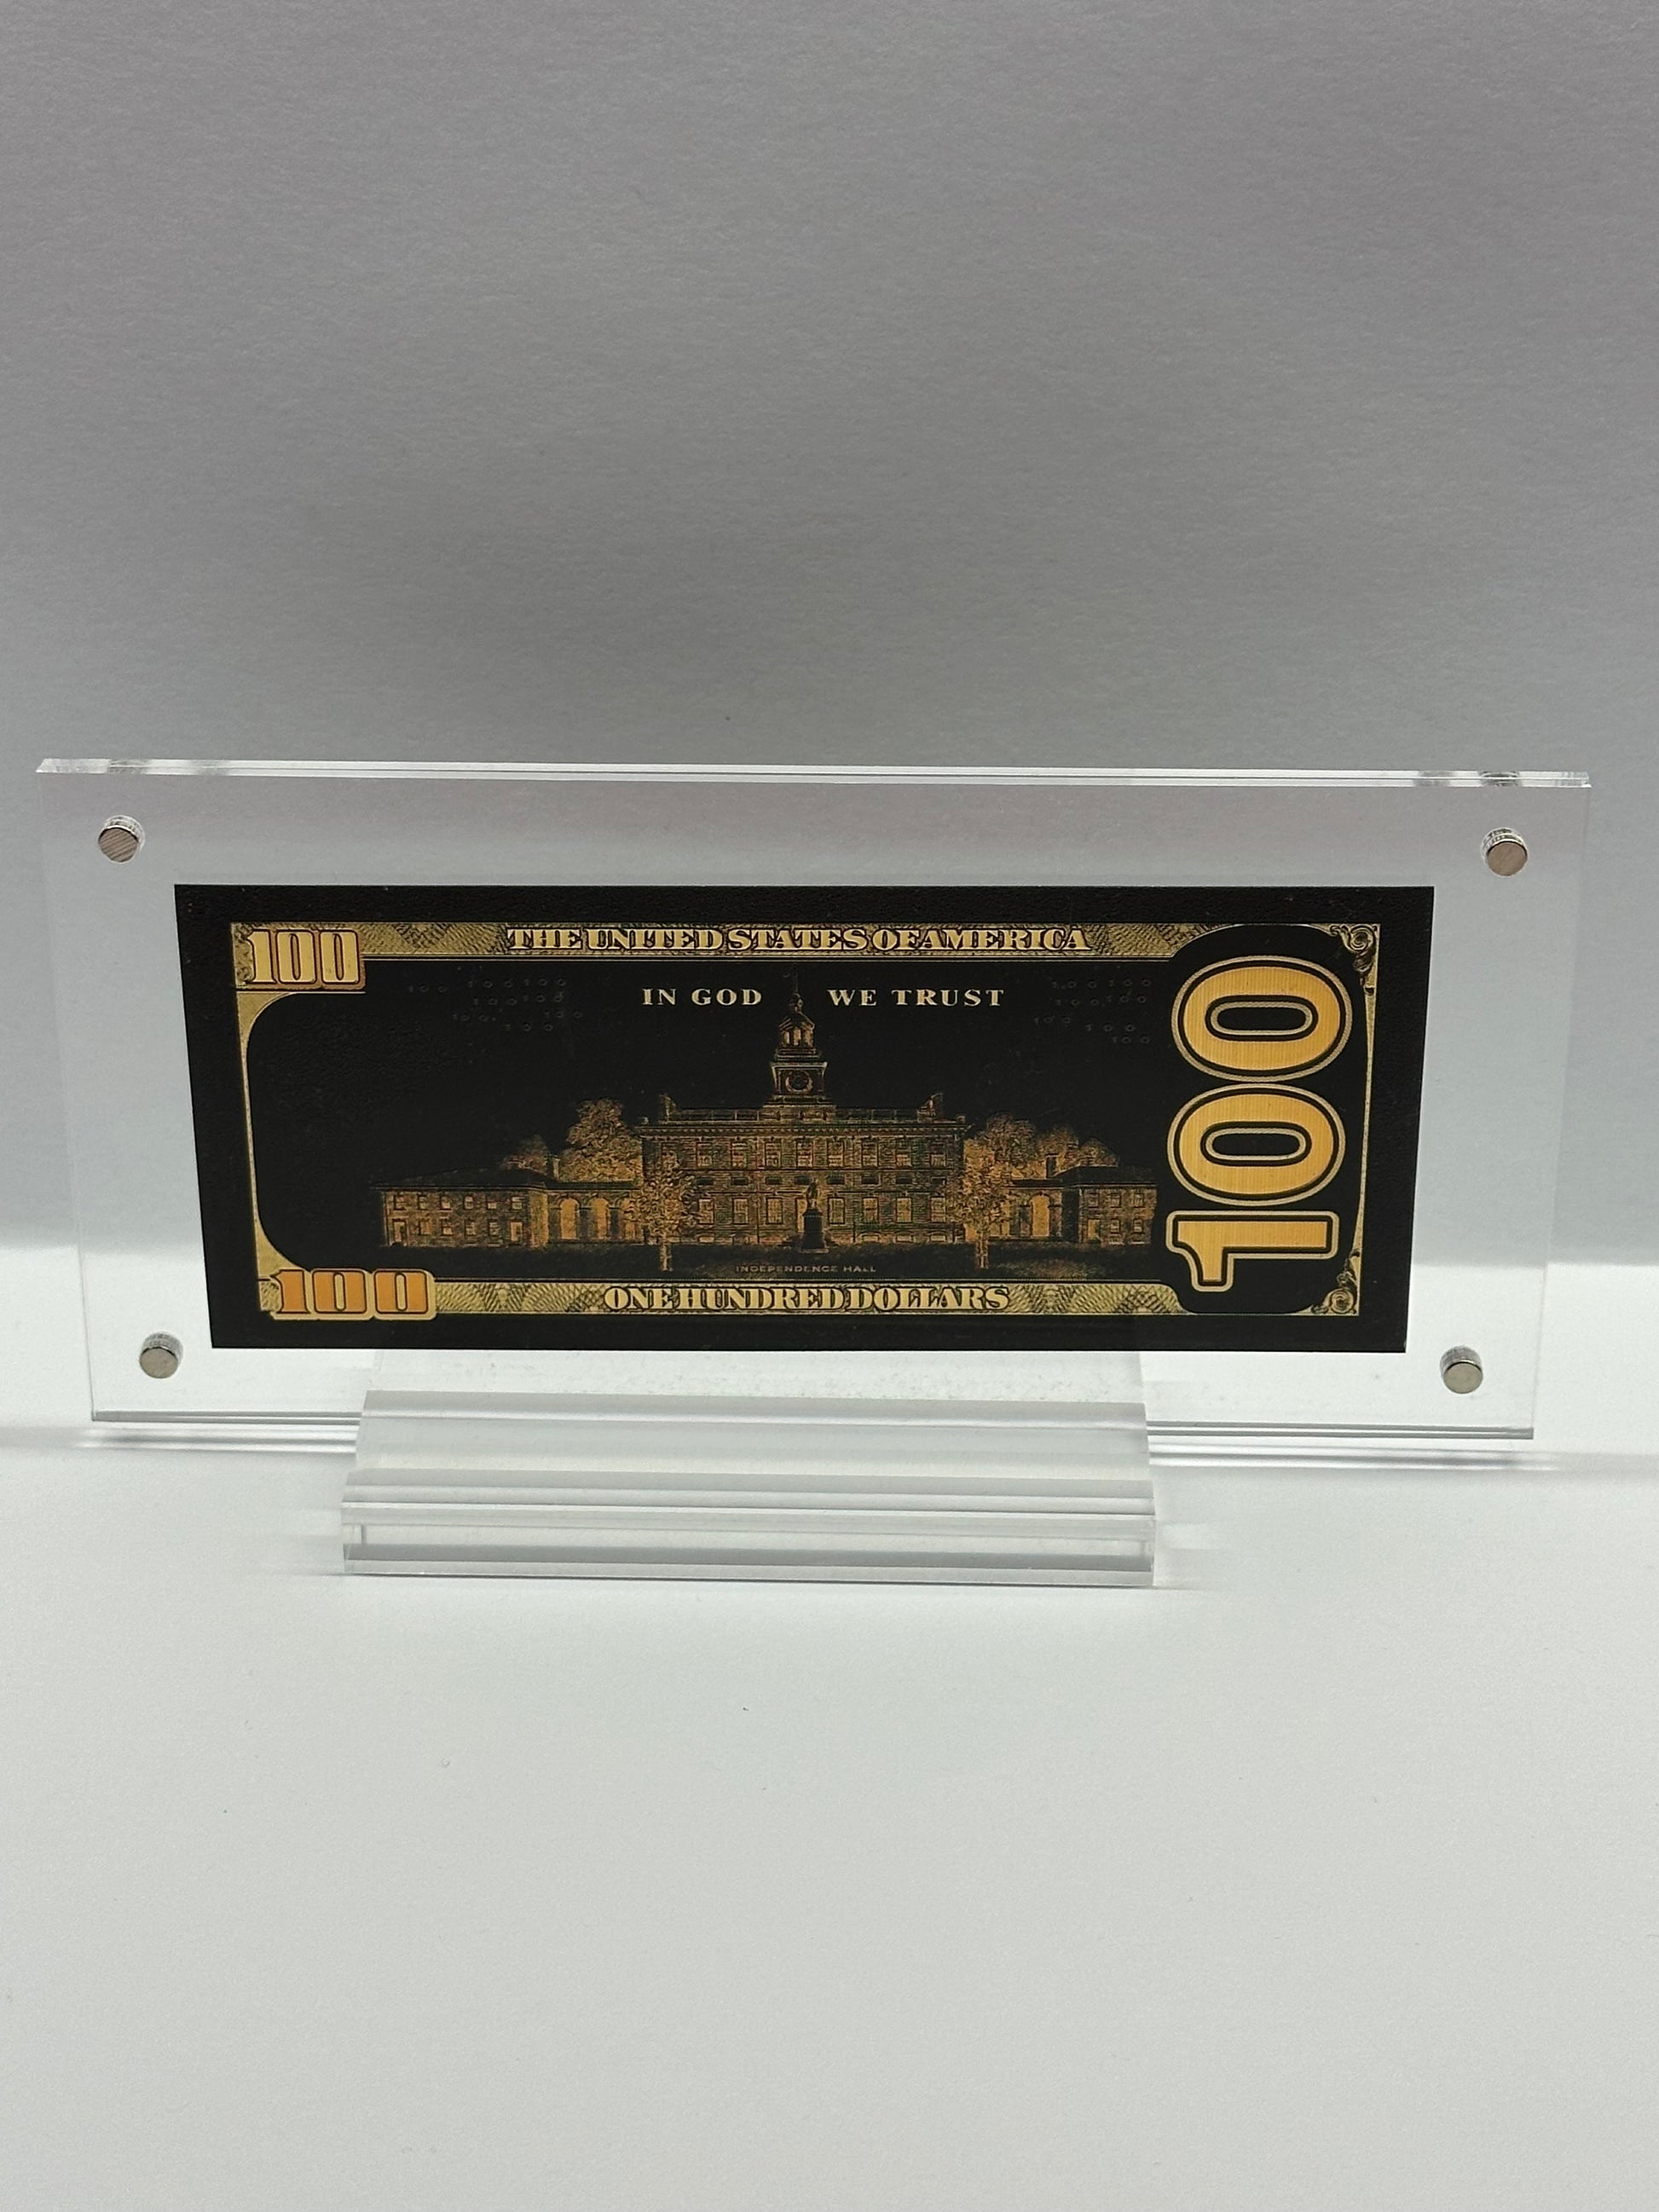 100
THE UNITED STATES OF AMERICA
IN GOD WE TRUST
100
INDEPENDENCE HALL
100
ONE HUNDRED DOLLARS